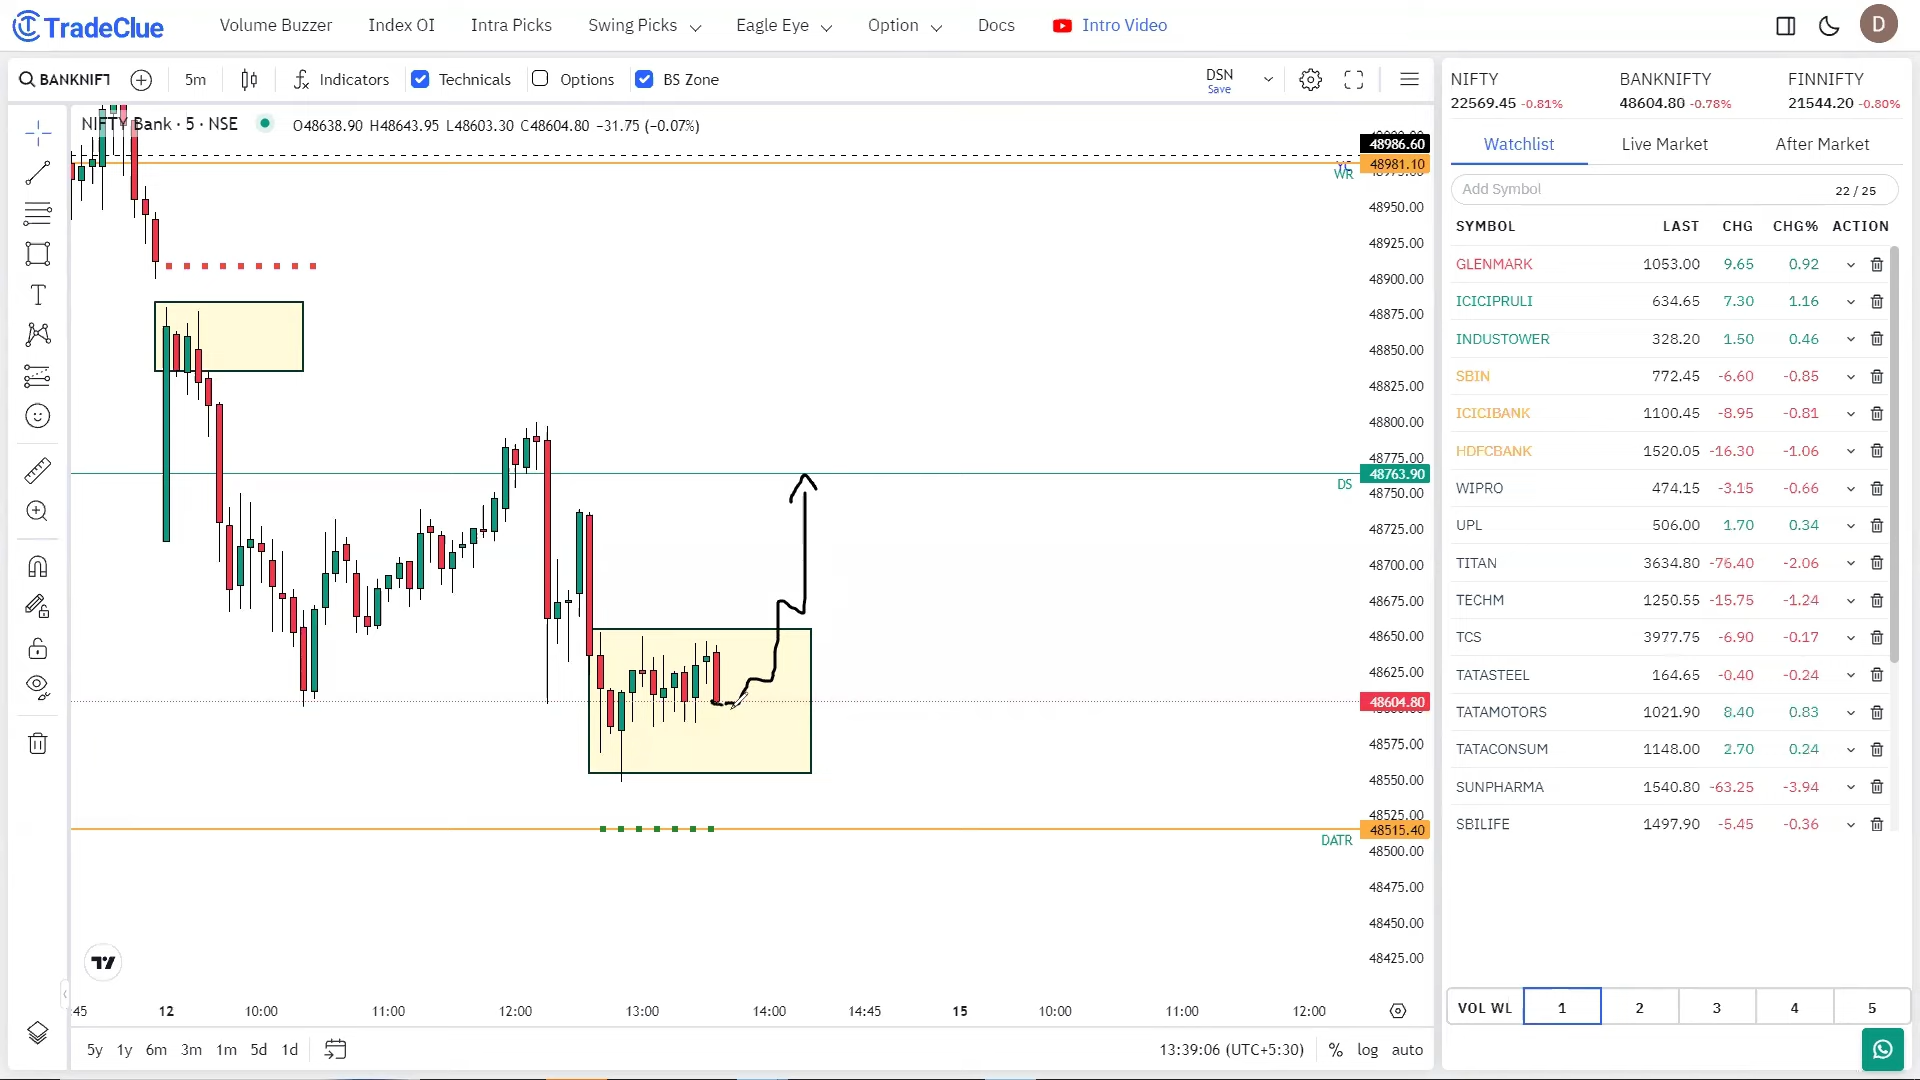 TradeClue
Volume Buzzer Index OI Intra Picks Swing Picks Eagle Eye Option Docs Intro Video
D
BANKNIFT 5m Indicators Technicals Options BS Zone DSN
Save
NIFTY Bank · 5 · NSE O48638.90 H48643.95 L48603.30 C48604.80 −31.75 (−0.07%)
48986.60
48981.10
WR
48950.00
48925.00
48900.00
48875.00
48850.00
48825.00
48800.00
48775.00
48763.90
DS
48750.00
48725.00
48700.00
48675.00
48650.00
48625.00
48604.80
48575.00
48550.00
48525.00
48515.40
DATR
48500.00
48475.00
48450.00
48425.00
:45 12 10:00 11:00 12:00 13:00 14:00 14:45 15 10:00 11:00 12:00
5y 1y 6m 3m 1m 5d 1d 13:39:06 (UTC+5:30) % log auto
NIFTY BANKNIFTY FINNIFTY
22569.45 -0.81% 48604.80 -0.78% 21544.20 -0.80%
Watchlist Live Market After Market
Add Symbol 22 / 25
SYMBOL LAST CHG CHG% ACTION
GLENMARK 1053.00 9.65 0.92
ICICIPRULI 634.65 7.30 1.16
INDUSTOWER 328.20 1.50 0.46
SBIN 772.45 -6.60 -0.85
ICICIBANK 1100.45 -8.95 -0.81
HDFCBANK 1520.05 -16.30 -1.06
WIPRO 474.15 -3.15 -0.66
UPL 506.00 1.70 0.34
TITAN 3634.80 -76.40 -2.06
TECHM 1250.55 -15.75 -1.24
TCS 3977.75 -6.90 -0.17
TATASTEEL 164.65 -0.40 -0.24
TATAMOTORS 1021.90 8.40 0.83
TATACONSUM 1148.00 2.70 0.24
SUNPHARMA 1540.80 -63.25 -3.94
SBILIFE 1497.90 -5.45 -0.36
VOL WL 1 2 3 4 5